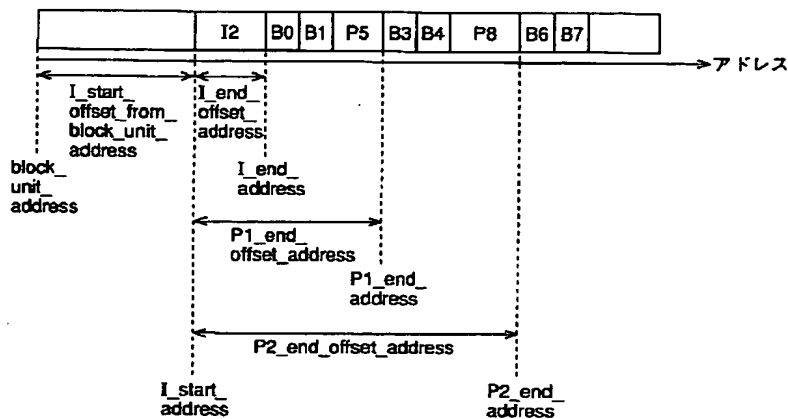 I2 B0 B1 P5 B3 B4 P8 B6 B7
アドレス
I_start_
offset_from_
block_unit_
address
I_end_
offset_
address
block_
unit_
address
I_end_
address
P1_end_
offset_address
P1_end_
address
P2_end_offset_address
I_start_
address
P2_end_
address